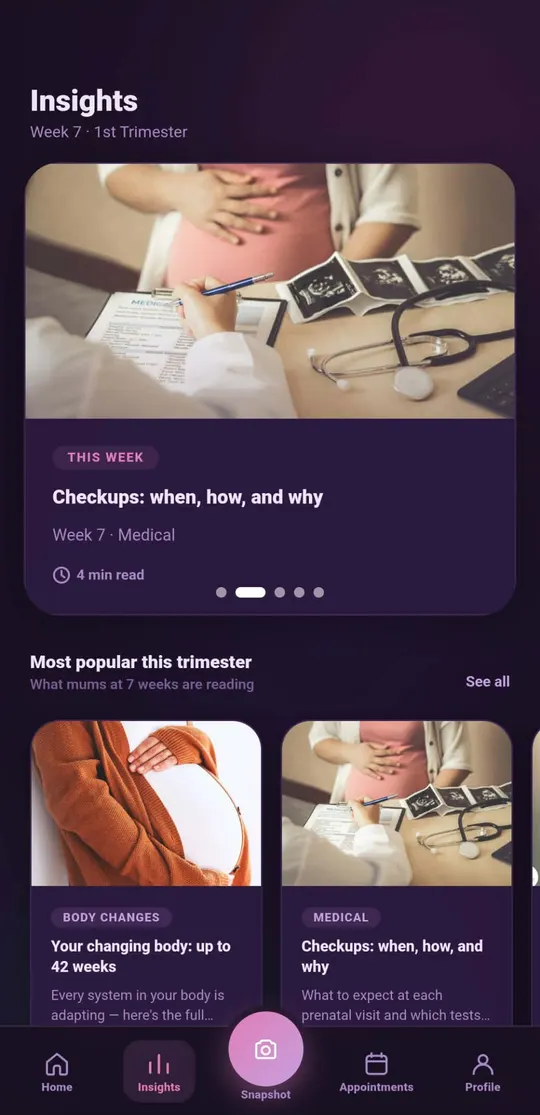 Insights
Week 7 · 1st Trimester
THIS WEEK
Checkups: when, how, and why
Week 7 · Medical
4 min read
Most popular this trimester
What mums at 7 weeks are reading
See all
BODY CHANGES
Your changing body: up to
42 weeks
Every system in your body is
adapting — here's the full...
MEDICAL
Checkups: when, how, and
why
What to expect at each
prenatal visit and which tests...
Home
Insights
Snapshot
Appointments
Profile